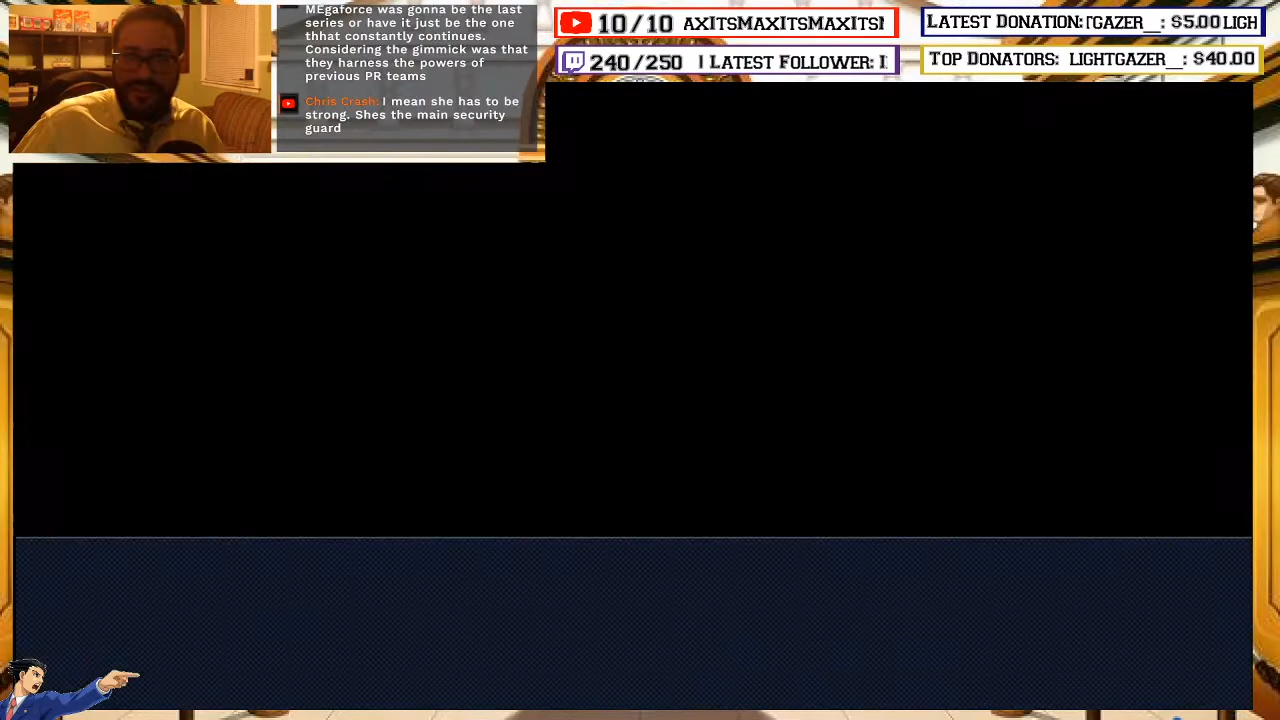 MEgaforce was gonna be the last
series or have it just be the one
thhat constantly continues.
Considering the gimmick was that
they harness the powers of
previous PR teams
Chris Crash: I mean she has to be
strong. Shes the main security
guard
10/10 AXITSMAXITSMAXITS
240/250 | LATEST FOLLOWER:
LATEST DONATION: TGAZER__: $5.00 LIGH
TOP DONATORS: LIGHTGAZER__: $40.00